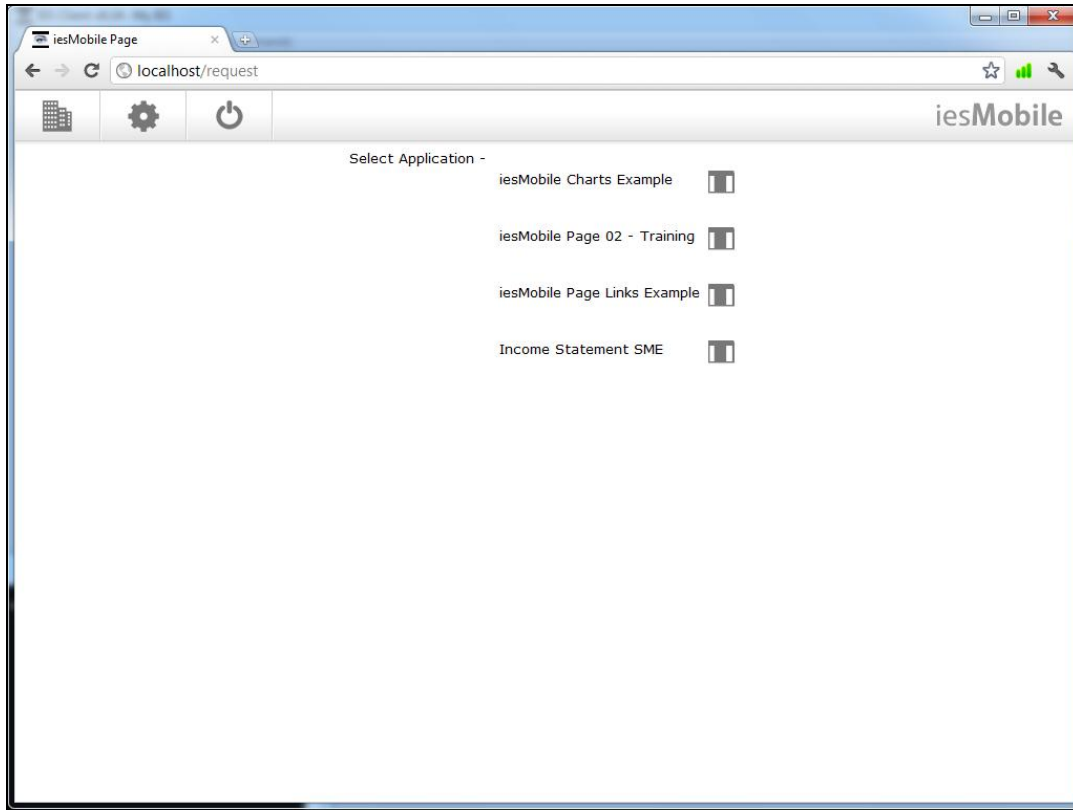 iesMobile Page
localhost/request
iesMobile
Select Application -
iesMobile Charts Example
iesMobile Page 02 - Training
iesMobile Page Links Example
Income Statement SME